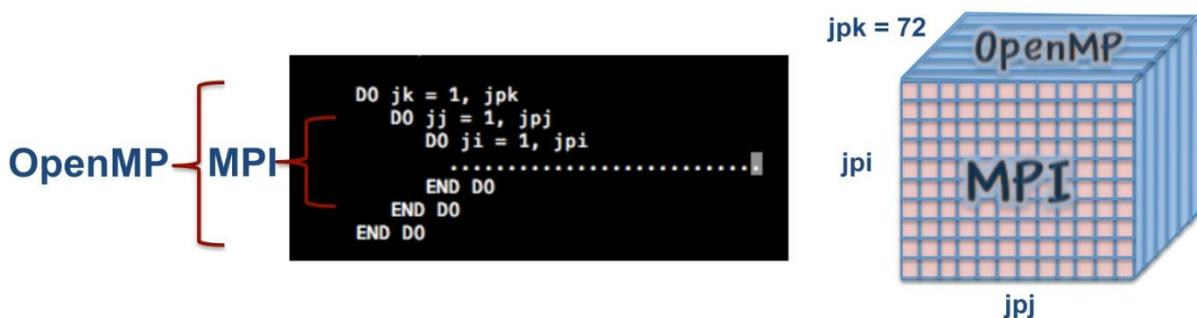 OpenMP
MPI
DO jk = 1, jpk
DO jj = 1, jpj
DO ji = 1, jpi
............................
END DO
END DO
END DO
jpk = 72
OpenMP
jpi
MPI
jpj